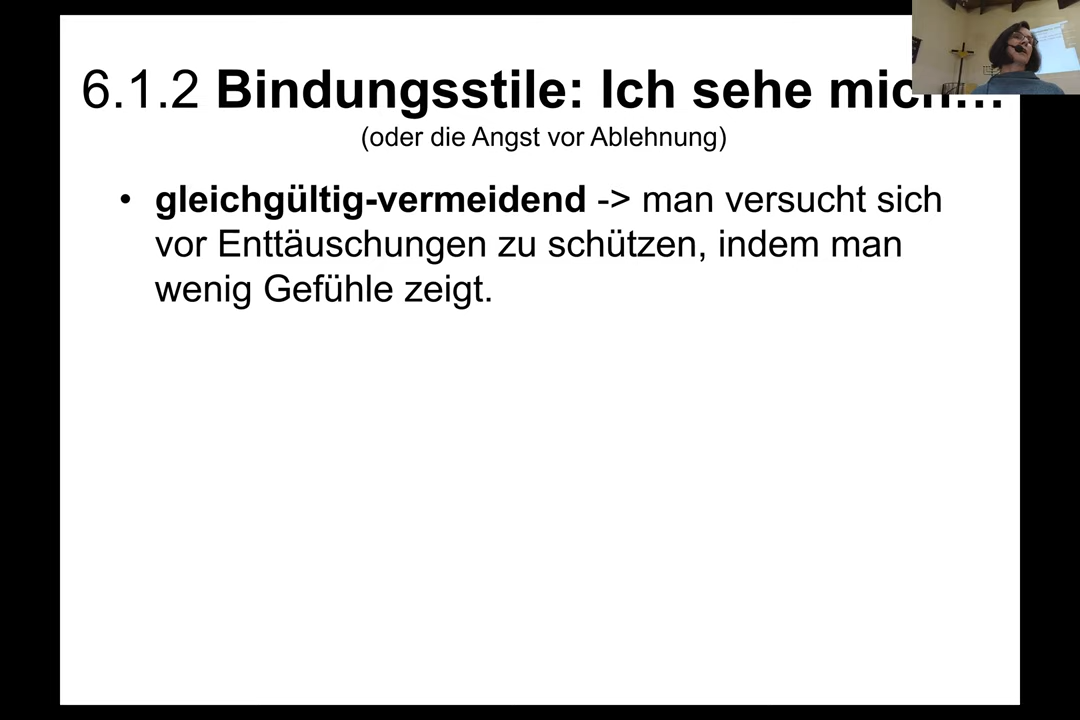 6.1.2 Bindungsstile: Ich sehe mich...
(oder die Angst vor Ablehnung)
• gleichgültig-vermeidend -> man versucht sich
vor Enttäuschungen zu schützen, indem man
wenig Gefühle zeigt.